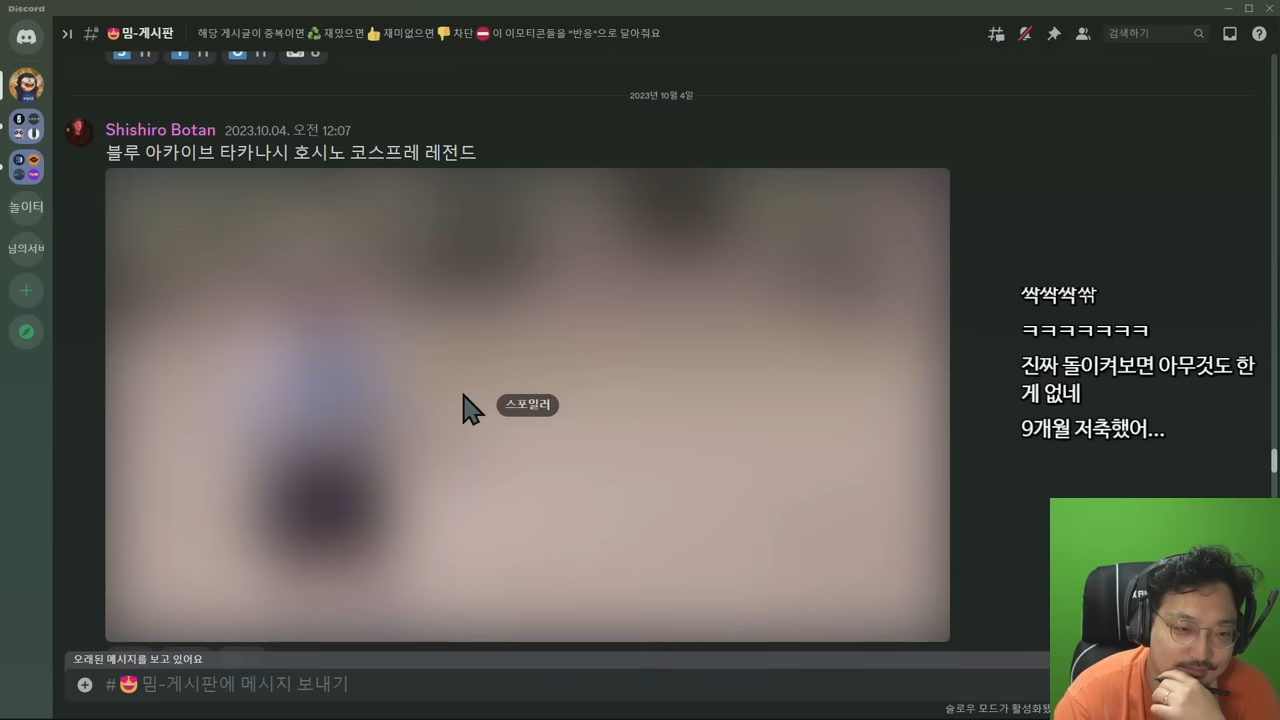 Discord
밈-게시판
해당 게시글이 중복이면 ♻️ 재밌으면 👍 재미없으면 👎 차단 ⛔ 이 이모티콘들을 "반응"으로 달아줘요
검색하기
2023년 10월 4일
Shishiro Botan 2023.10.04. 오전 12:07
블루 아카이브 타카나시 호시노 코스프레 레전드
놀이터
님의서버
스포일러
싹싹싹싺
ㅋㅋㅋㅋㅋㅋㅋ
진짜 돌이켜보면 아무것도 한
게 없네
9개월 저축했어...
오래된 메시지를 보고 있어요
#😍밈-게시판에 메시지 보내기
슬로우 모드가 활성화됐